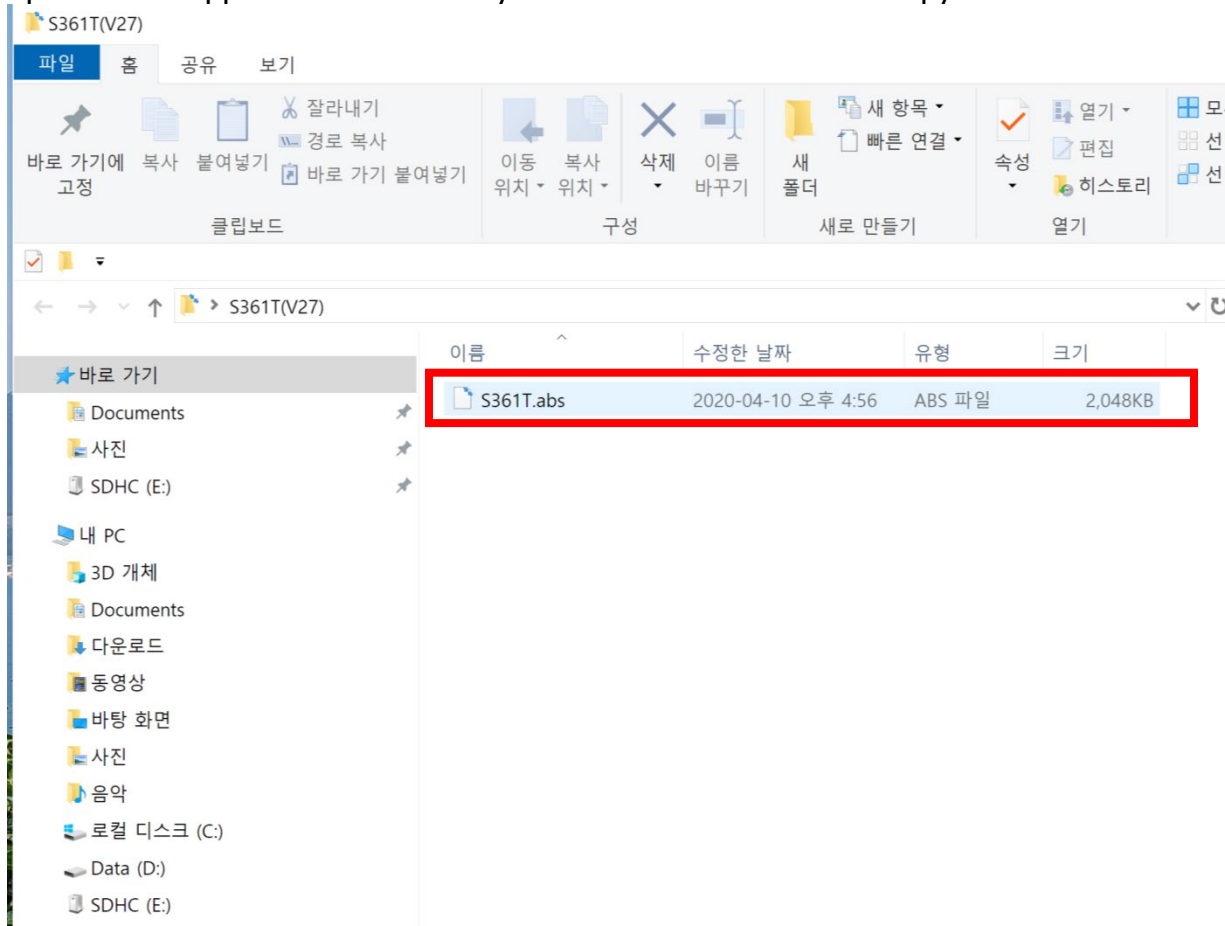 S361T(V27)
파일 홈 공유 보기
바로 가기에 고정
복사
붙여넣기
잘라내기
경로 복사
바로 가기 붙여넣기
클립보드
이동 위치
복사 위치
삭제
이름 바꾸기
구성
새 폴더
새 항목
빠른 연결
새로 만들기
속성
열기
편집
히스토리
열기
선
선
S361T(V27)
이름 수정한 날짜 유형 크기
S361T.abs 2020-04-10 오후 4:56 ABS 파일 2,048KB
바로 가기
Documents
사진
SDHC (E:)
내 PC
3D 개체
Documents
다운로드
동영상
바탕 화면
사진
음악
로컬 디스크 (C:)
Data (D:)
SDHC (E:)